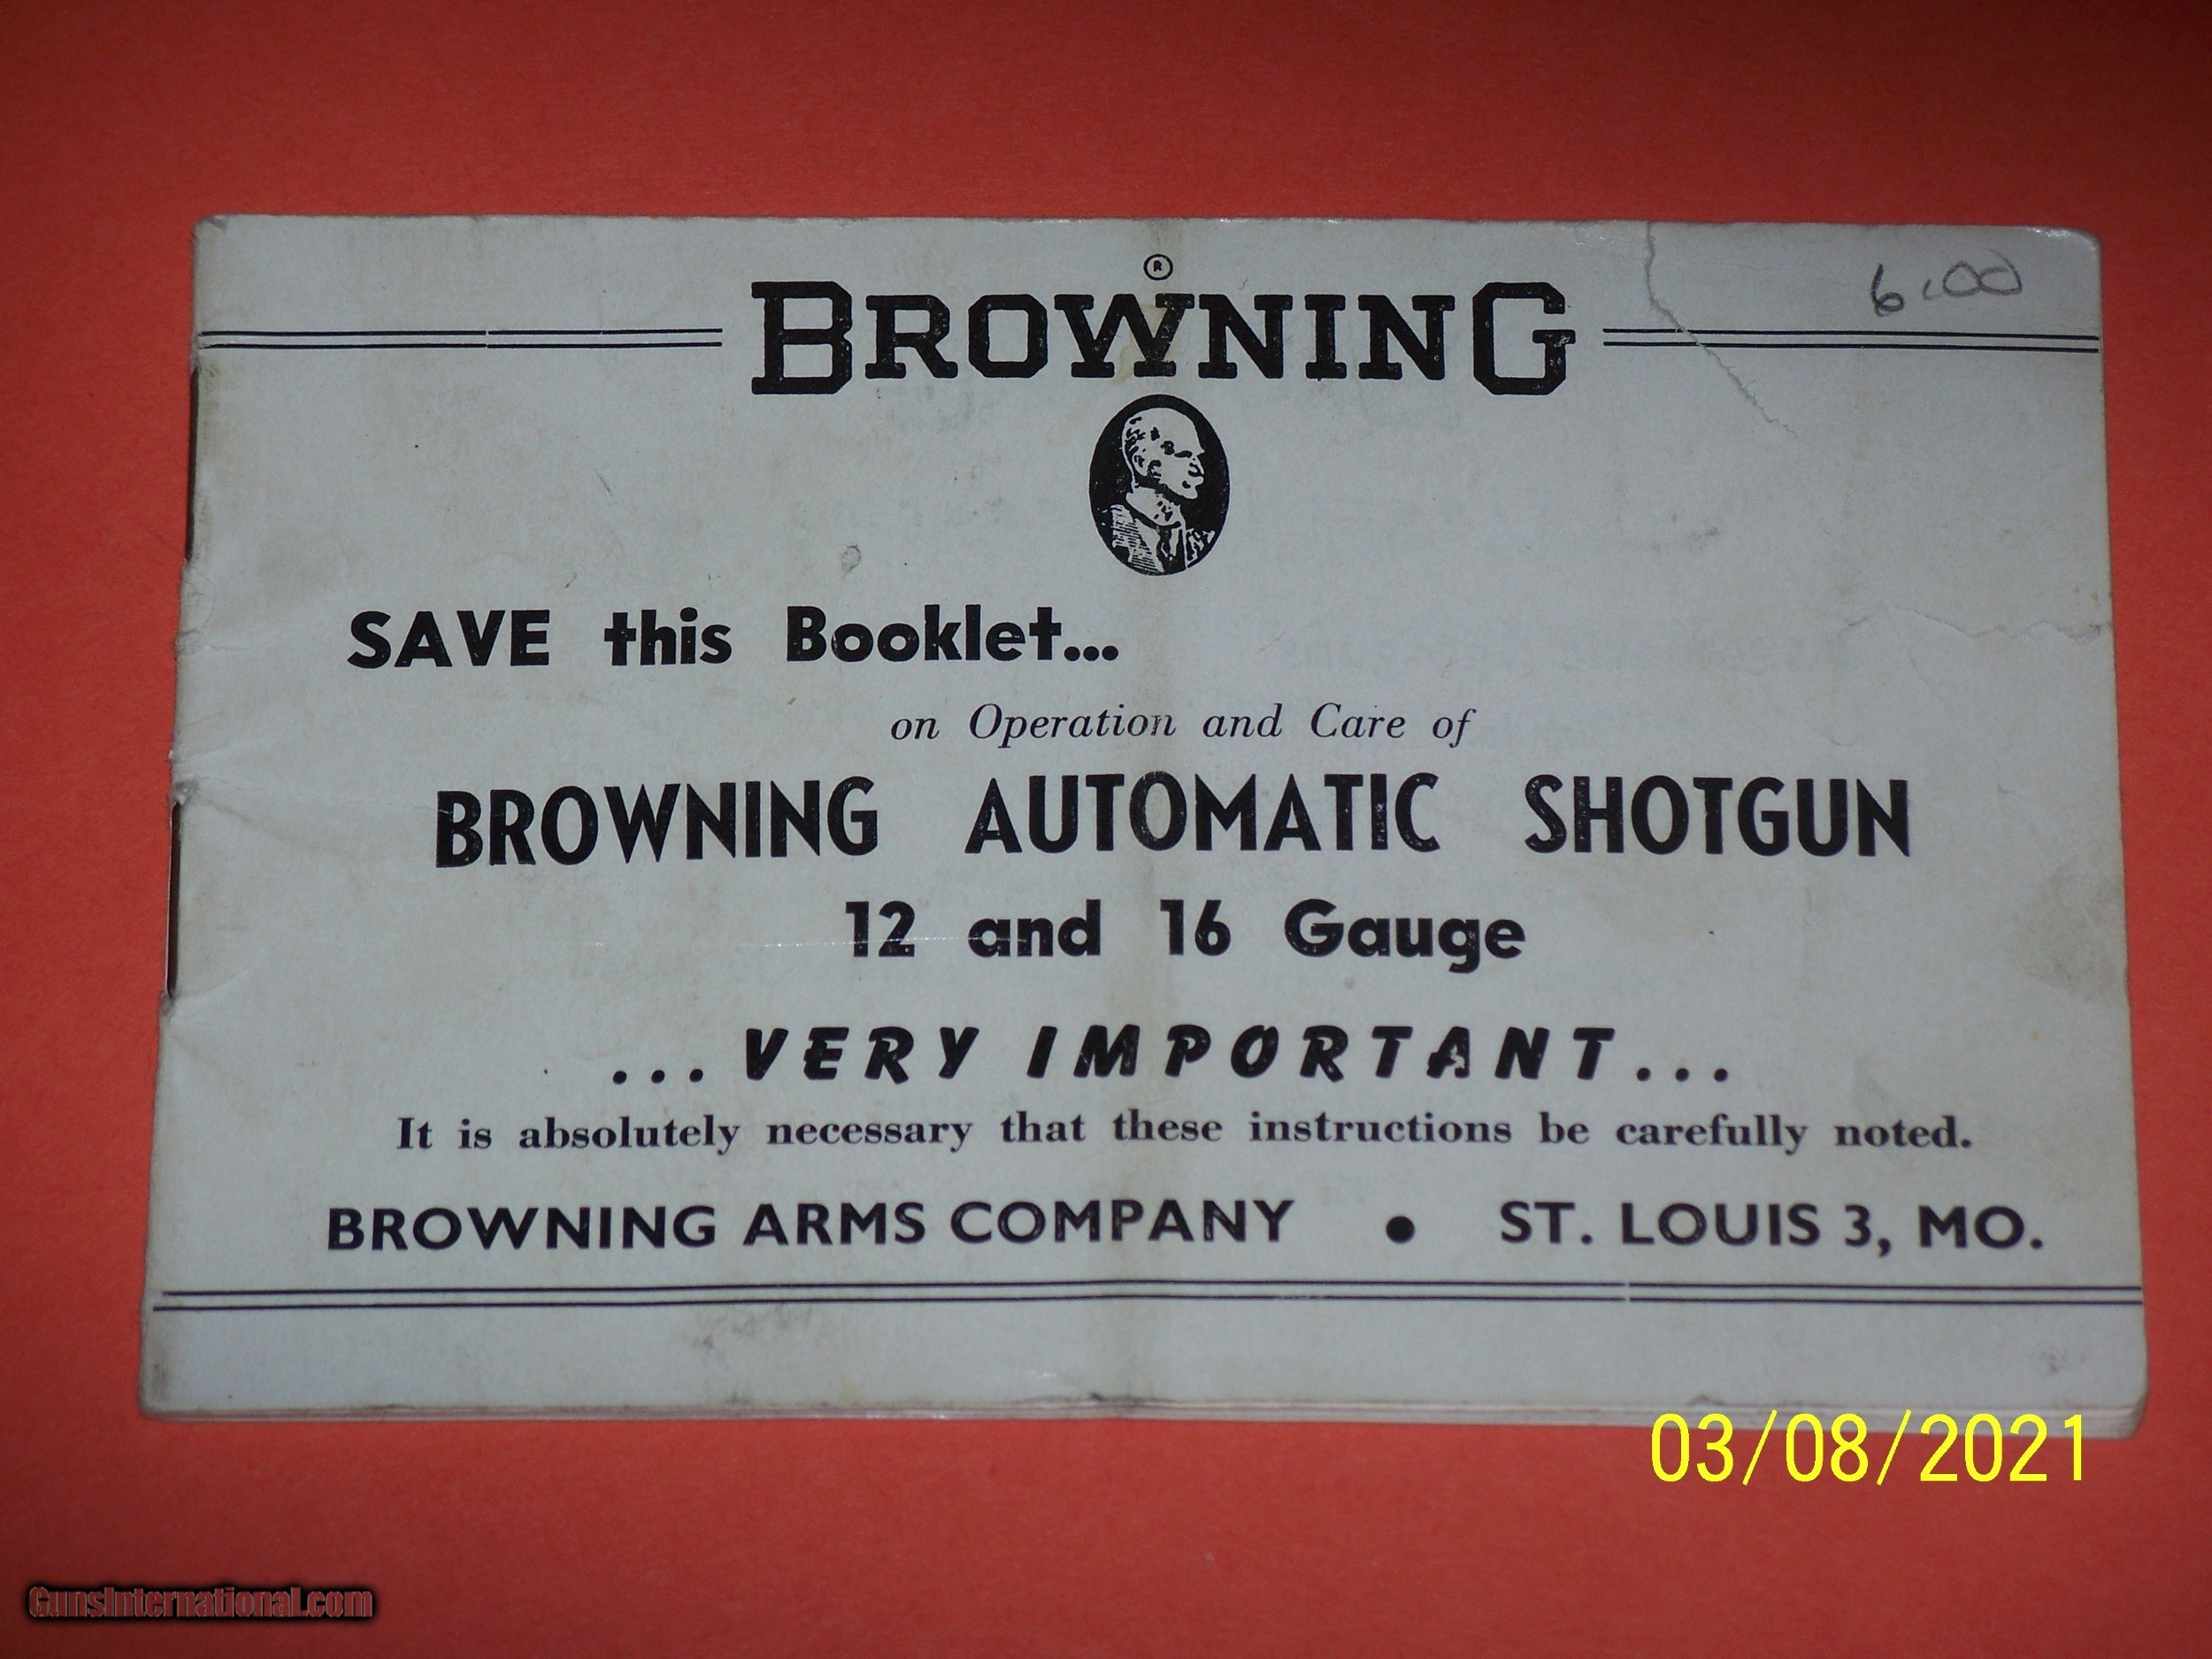 ®
BROWNING
6.00
SAVE this Booklet...
on Operation and Care of
BROWNING AUTOMATIC SHOTGUN
12 and 16 Gauge
...VERY IMPORTANT...
It is absolutely necessary that these instructions be carefully noted.
BROWNING ARMS COMPANY • ST. LOUIS 3, MO.
03/08/2021
GunsInternational.com